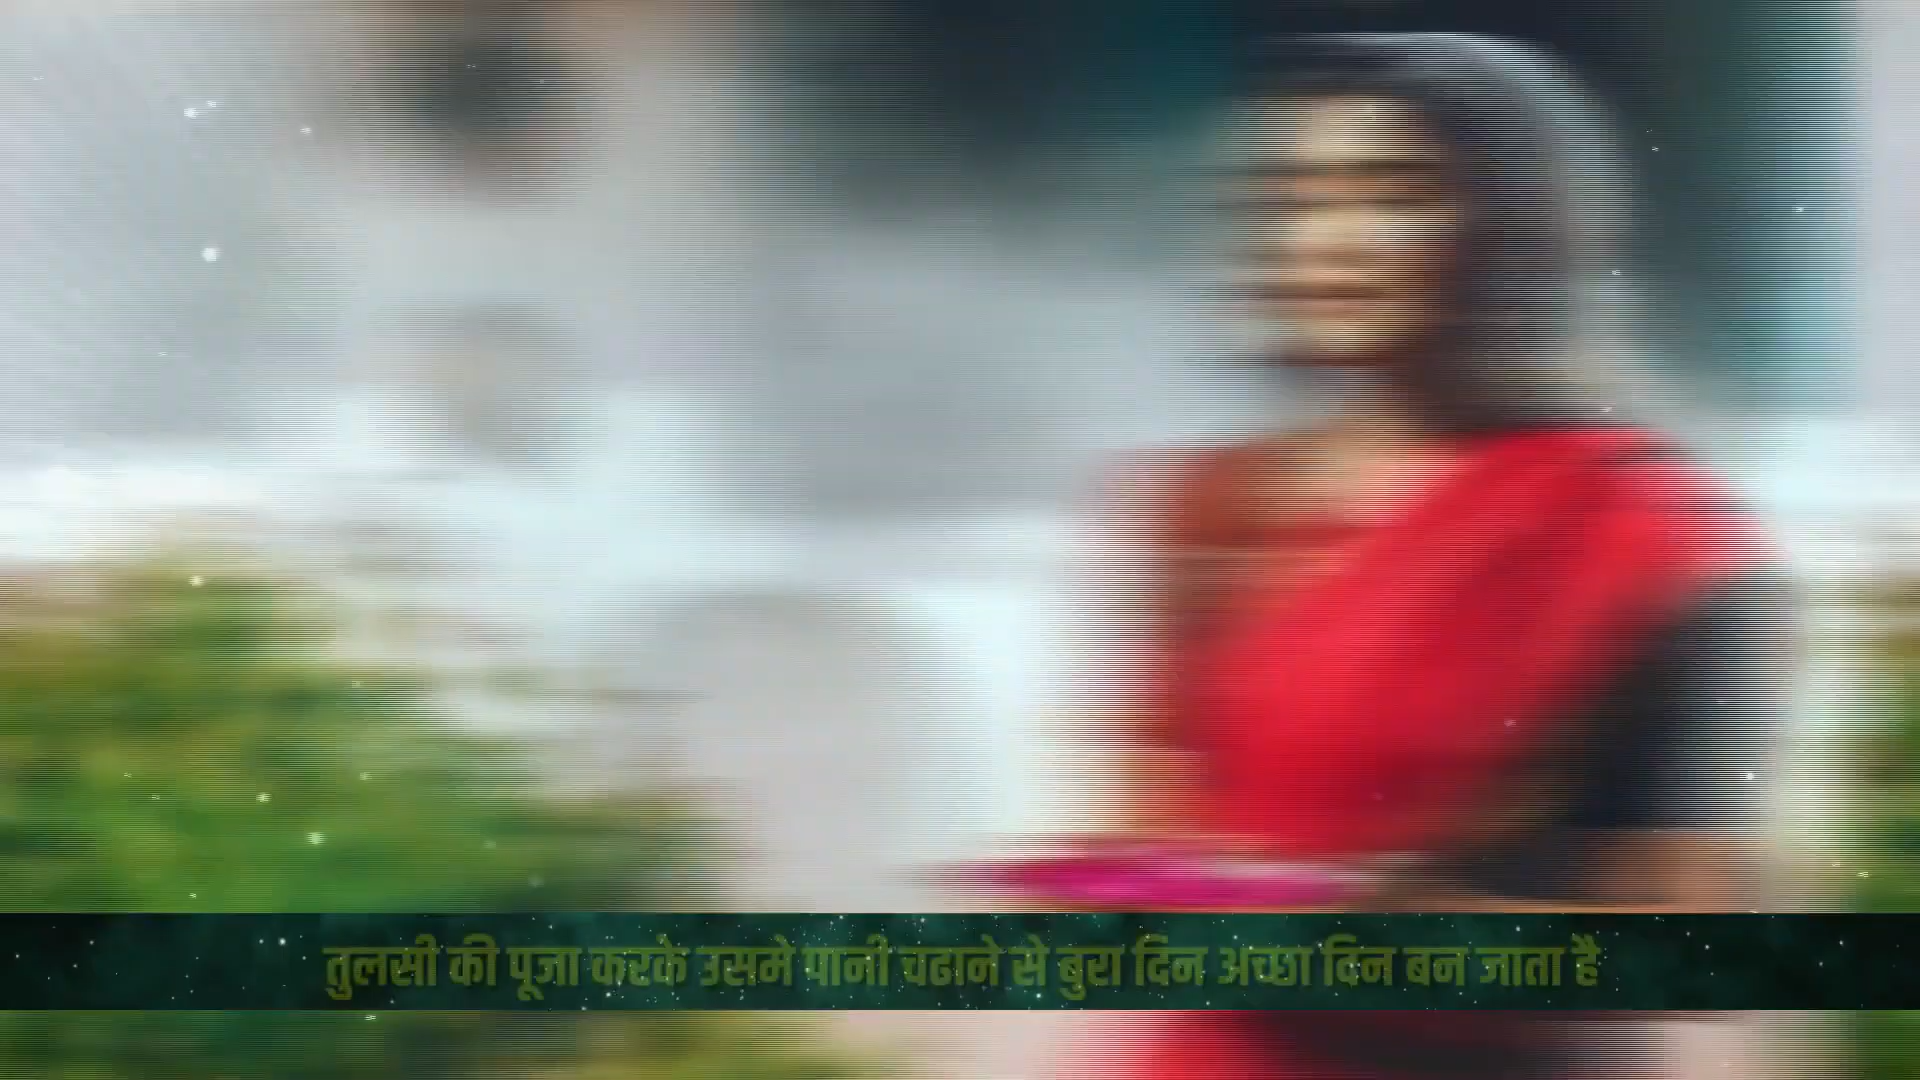 तुलसी की पूजा करके उसमे पानी चढाने से बुरा दिन अच्छा दिन बन जाता है